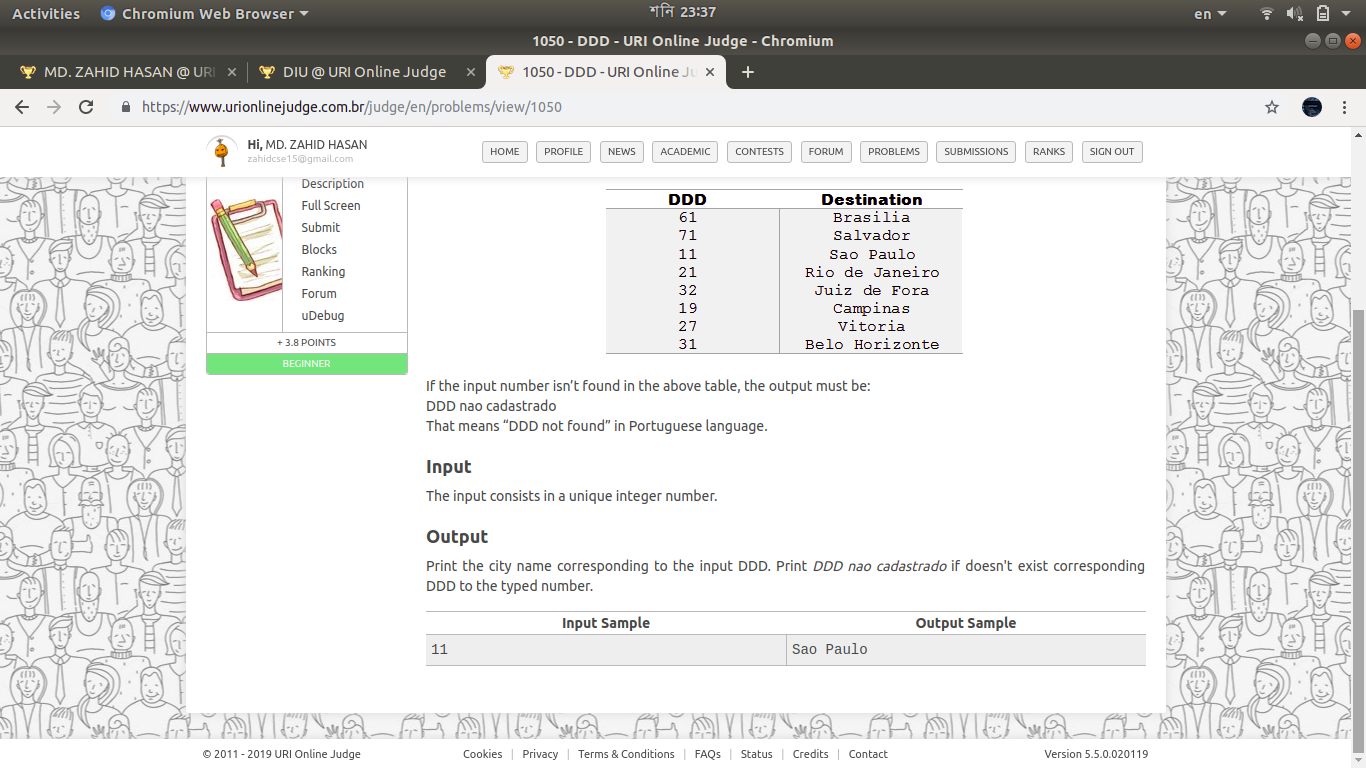 Activities Chromium Web Browser শনি 23:37 en
1050 - DDD - URI Online Judge - Chromium
MD. ZAHID HASAN @ URI DIU @ URI Online Judge 1050 - DDD - URI Online Ju
https://www.urionlinejudge.com.br/judge/en/problems/view/1050
Hi, MD. ZAHID HASAN
zahidcse15@gmail.com
HOME PROFILE NEWS ACADEMIC CONTESTS FORUM PROBLEMS SUBMISSIONS RANKS SIGN OUT
Description
Full Screen
Submit
Blocks
Ranking
Forum
uDebug
+ 3.8 POINTS
BEGINNER
DDD Destination
61 Brasilia
71 Salvador
11 Sao Paulo
21 Rio de Janeiro
32 Juiz de Fora
19 Campinas
27 Vitoria
31 Belo Horizonte
If the input number isn’t found in the above table, the output must be:
DDD nao cadastrado
That means “DDD not found” in Portuguese language.
Input
The input consists in a unique integer number.
Output
Print the city name corresponding to the input DDD. Print DDD nao cadastrado if doesn't exist corresponding
DDD to the typed number.
Input Sample Output Sample
11 Sao Paulo
© 2011 - 2019 URI Online Judge Cookies | Privacy | Terms & Conditions | FAQs | Status | Credits | Contact Version 5.5.0.020119